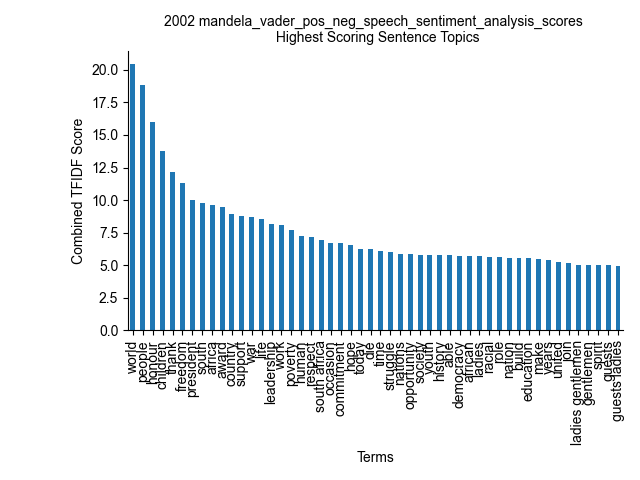 2002 mandela_vader_pos_neg_speech_sentiment_analysis_scores
Highest Scoring Sentence Topics
Combined TFIDF Score
20.0
17.5
15.0
12.5
10.0
7.5
5.0
2.5
0.0
world
people
honour
children
thank
freedom
president
south
africa
award
country
support
war
life
leadership
work
poverty
human
respect
south africa
occasion
commitment
hope
today
die
time
struggle
nations
opportunity
society
youth
history
able
democracy
african
ladies
racial
role
nation
build
education
make
years
united
join
ladies gentlemen
gentlemen
spirit
guests
guests ladies
Terms